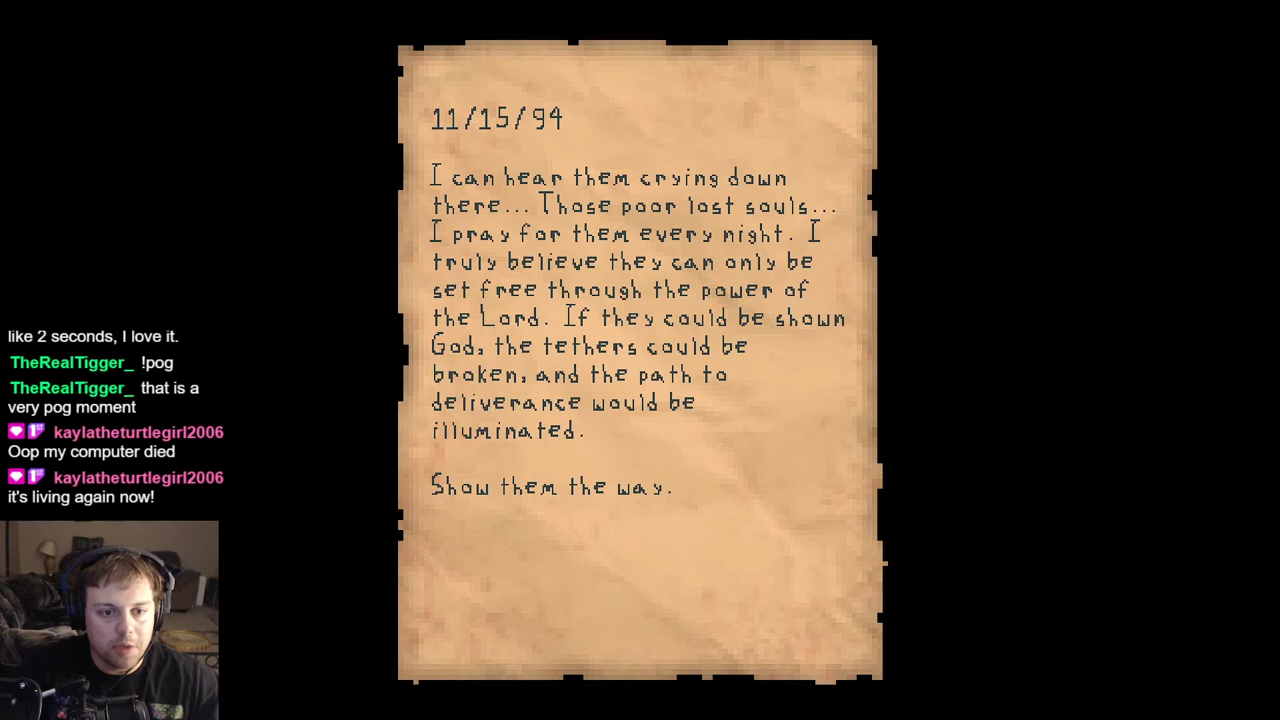 11/15/94
I can hear them crying down
there... Those poor lost souls...
I pray for them every night. I
truly believe they can only be
set free through the power of
the Lord. If they could be shown
God, the tethers could be
broken, and the path to
deliverance would be
illuminated.
Show them the way.
like 2 seconds, I love it.
TheRealTigger_ !pog
TheRealTigger_ that is a
very pog moment
kaylatheturtlegirl2006
Oop my computer died
kaylatheturtlegirl2006
it's living again now!